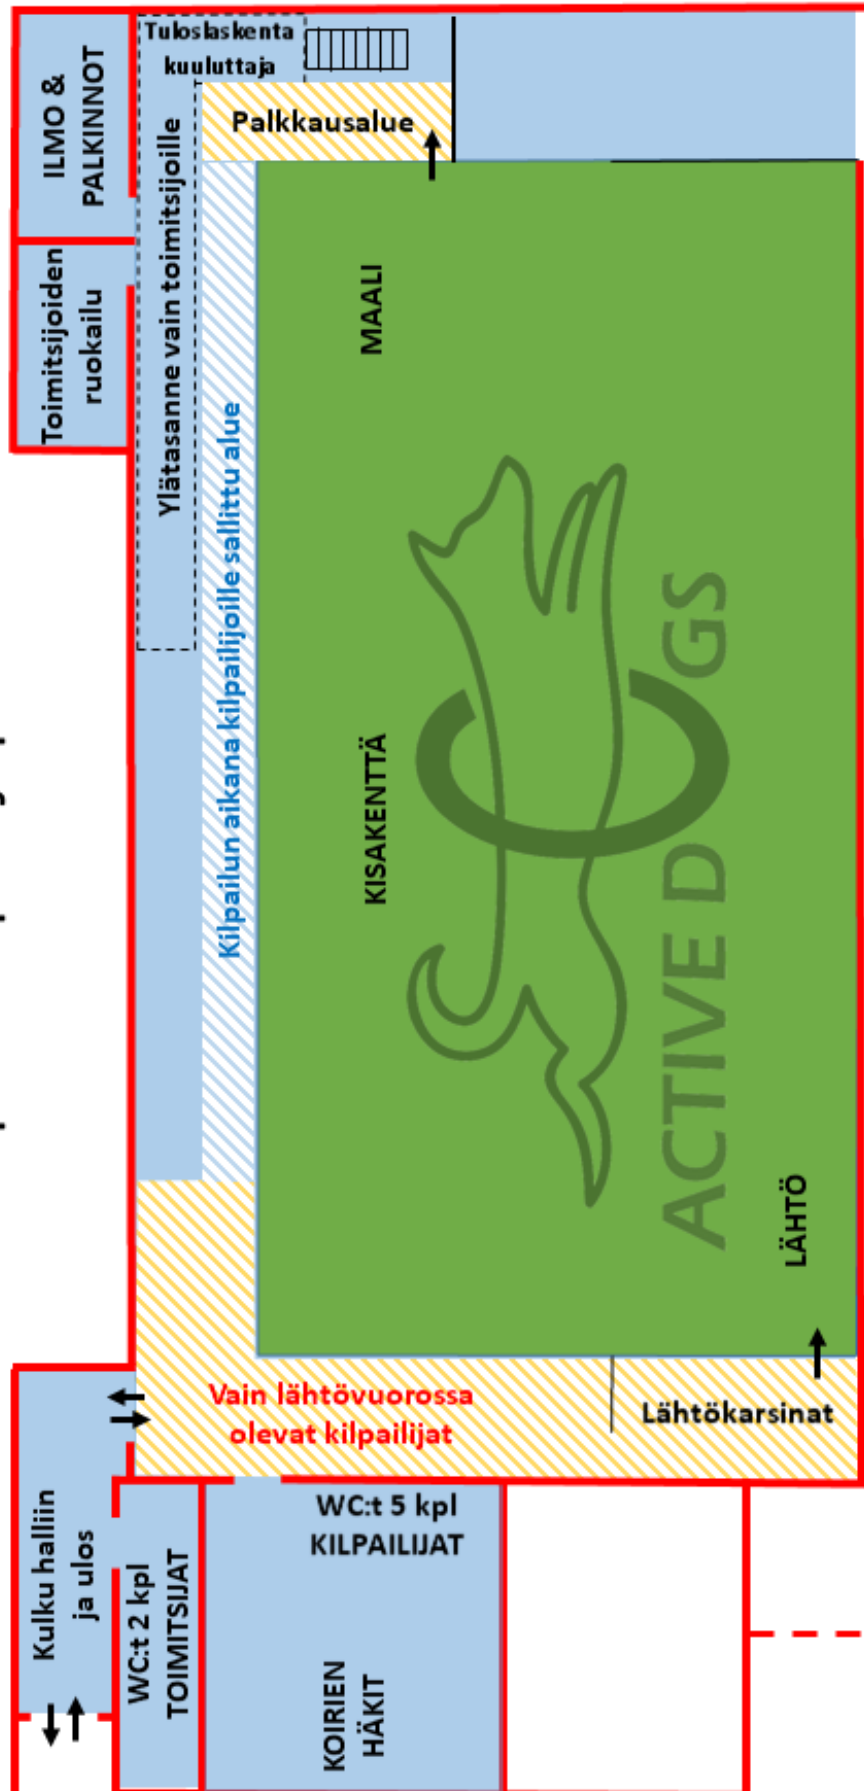 Tuloslaskenta
kuuluttaja
ILMO &
PALKINNOT
Palkkausalue
Toimitsijoiden
ruokailu
Ylätasanne vain toimitsijoille
Kilpailun aikana kilpailijoille sallittu alue
MAALI
KISAKENTTÄ
ACTIVE D GS
LÄHTÖ
Vain lähtövuorossa
olevat kilpailijat
Lähtökarsinat
Kulku halliin
ja ulos
WC:t 2 kpl
TOIMITSIJAT
WC:t 5 kpl
KILPAILIJAT
KOIRIEN
HÄKIT